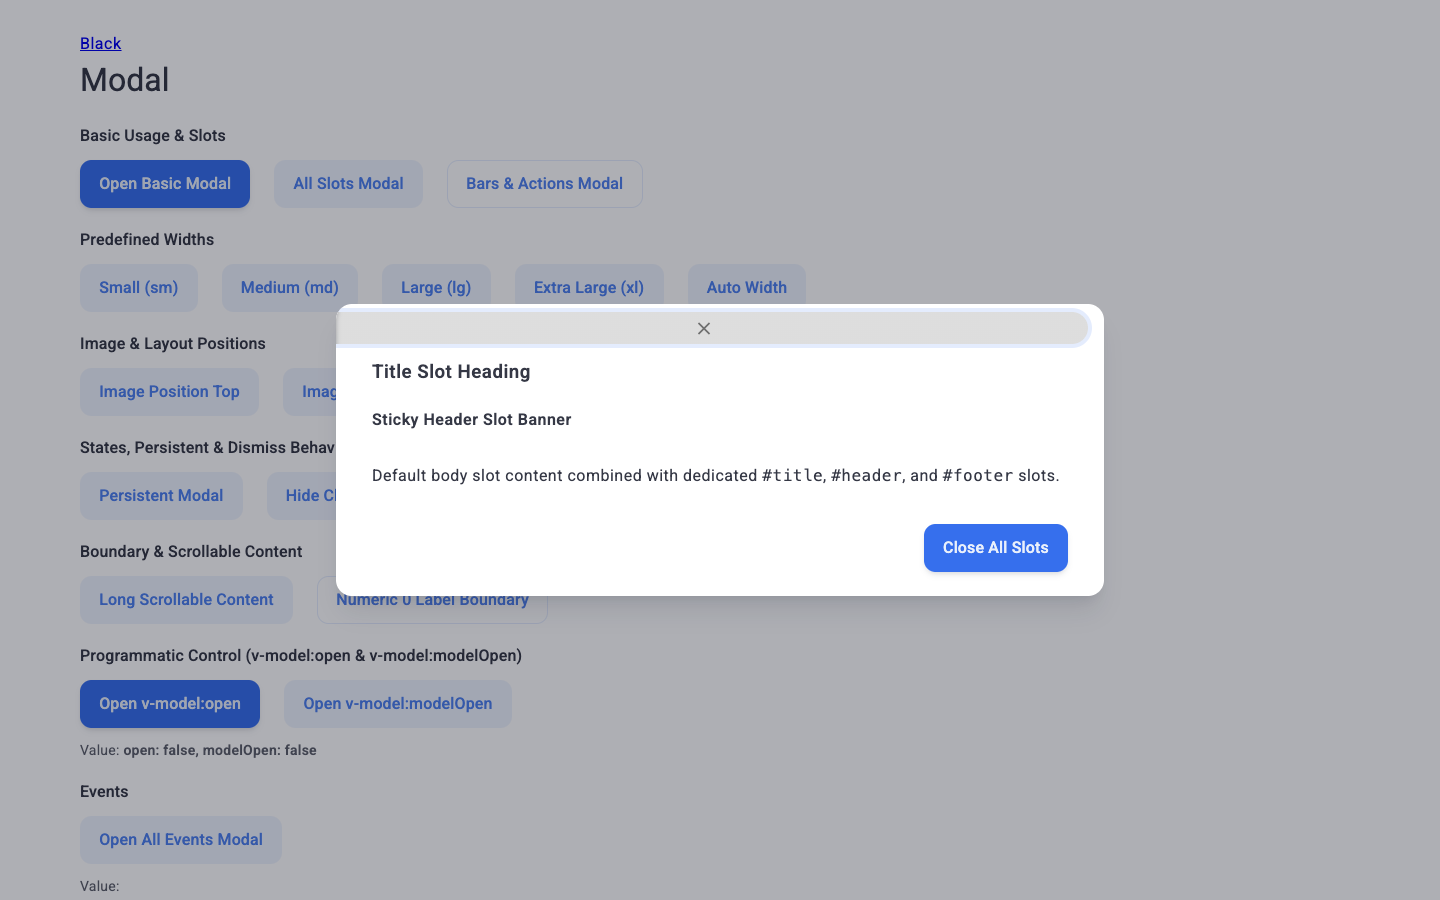 Black
Modal
Basic Usage & Slots
Open Basic Modal
All Slots Modal
Bars & Actions Modal
Predefined Widths
Small (sm)
Medium (md)
Large (lg)
Extra Large (xl)
Auto Width
Image & Layout Positions
Image Position Top
Imag
States, Persistent & Dismiss Behav
Persistent Modal
Hide Cl
Title Slot Heading
Sticky Header Slot Banner
Default body slot content combined with dedicated #title, #header, and #footer slots.
Close All Slots
Boundary & Scrollable Content
Long Scrollable Content
Numeric 0 Label Boundary
Programmatic Control (v-model:open & v-model:modelOpen)
Open v-model:open
Open v-model:modelOpen
Value: open: false, modelOpen: false
Events
Open All Events Modal
Value: